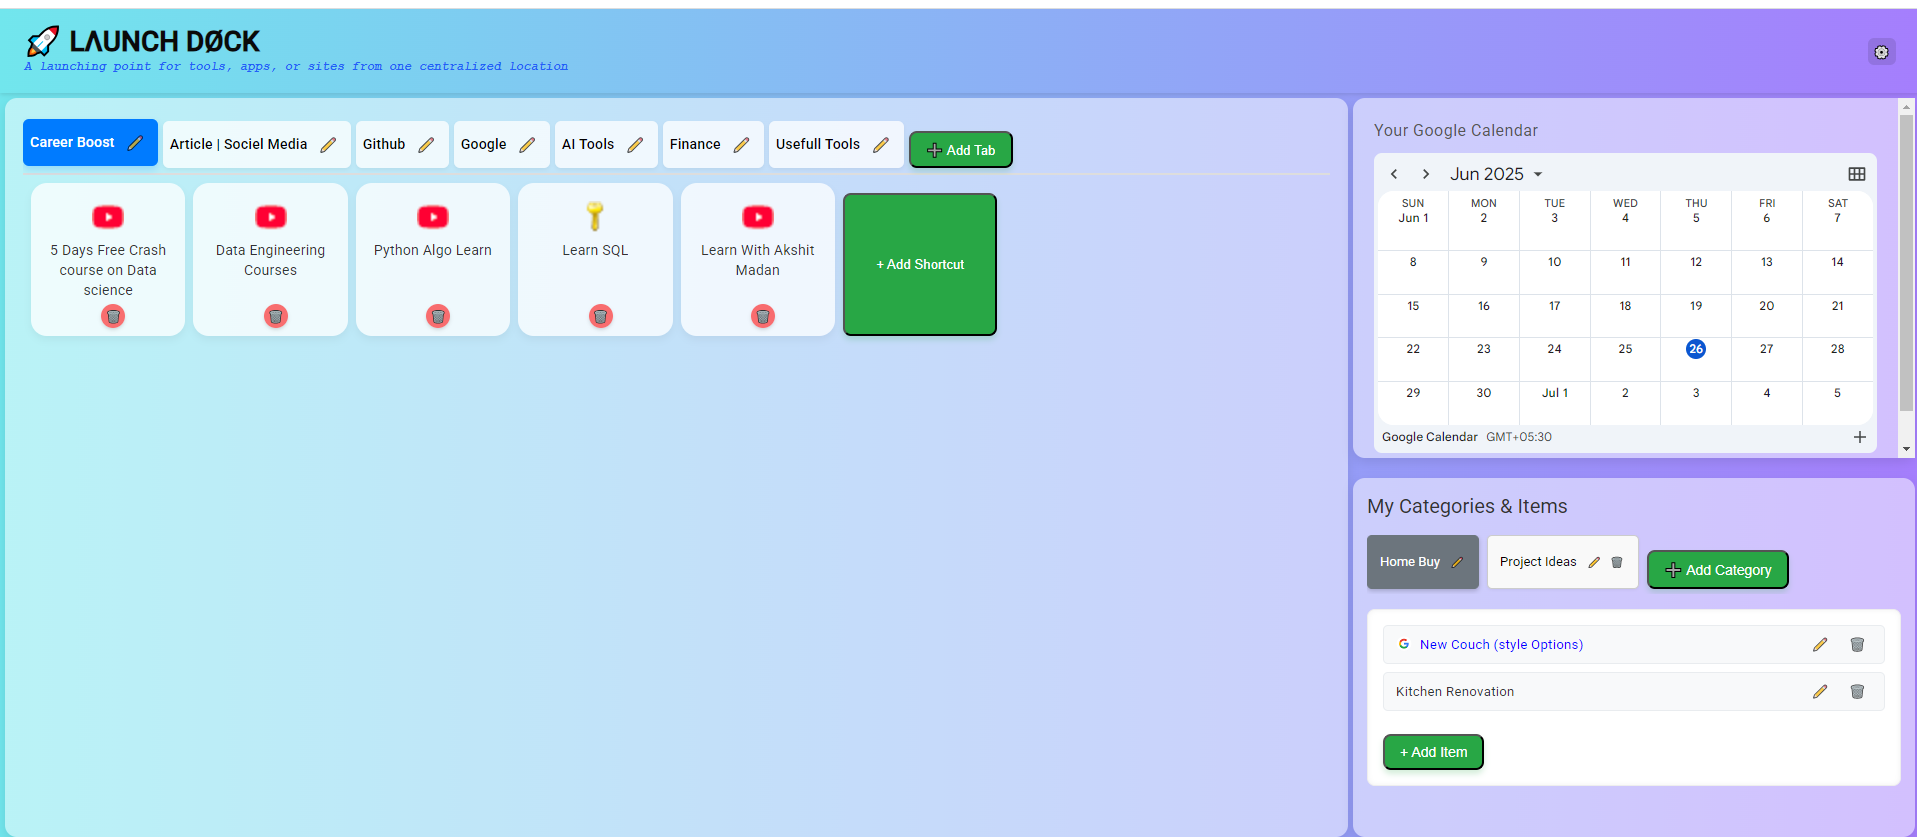 LΛUNCH DØCK
A launching point for tools, apps, or sites from one centralized location
Career Boost
Article | Sociel Media
Github
Google
AI Tools
Finance
Usefull Tools
Add Tab
5 Days Free Crash
course on Data
science
Data Engineering
Courses
Python Algo Learn
Learn SQL
Learn With Akshit
Madan
+ Add Shortcut
Your Google Calendar
Jun 2025
SUN MON TUE WED THU FRI SAT
Jun 1 2 3 4 5 6 7
8 9 10 11 12 13 14
15 16 17 18 19 20 21
22 23 24 25 26 27 28
29 30 Jul 1 2 3 4 5
Google Calendar GMT+05:30
My Categories & Items
Home Buy
Project Ideas
Add Category
New Couch (style Options)
Kitchen Renovation
+ Add Item